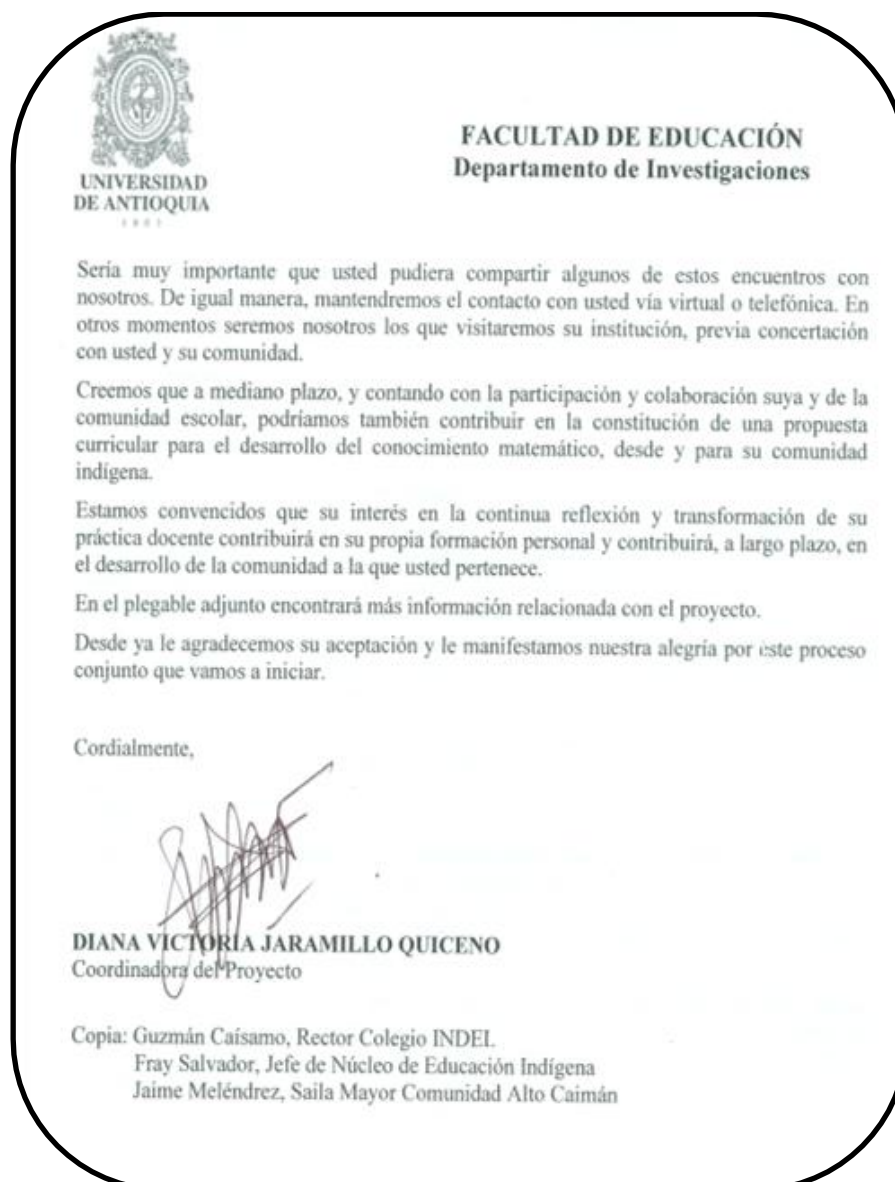 UNIVERSIDAD
DE ANTIOQUIA
1803
FACULTAD DE EDUCACIÓN
Departamento de Investigaciones
Sería muy importante que usted pudiera compartir algunos de estos encuentros con
nosotros. De igual manera, mantendremos el contacto con usted vía virtual o telefónica. En
otros momentos seremos nosotros los que visitaremos su institución, previa concertación
con usted y su comunidad.
Creemos que a mediano plazo, y contando con la participación y colaboración suya y de la
comunidad escolar, podríamos también contribuir en la constitución de una propuesta
curricular para el desarrollo del conocimiento matemático, desde y para su comunidad
indígena.
Estamos convencidos que su interés en la continua reflexión y transformación de su
práctica docente contribuirá en su propia formación personal y contribuirá, a largo plazo, en
el desarrollo de la comunidad a la que usted pertenece.
En el plegable adjunto encontrará más información relacionada con el proyecto.
Desde ya le agradecemos su aceptación y le manifestamos nuestra alegría por este proceso
conjunto que vamos a iniciar.
Cordialmente,
DIANA VICTORIA JARAMILLO QUICENO
Coordinadora del Proyecto
Copia: Guzmán Caísamo, Rector Colegio INDEI.
Fray Salvador, Jefe de Núcleo de Educación Indígena
Jaime Meléndrez, Saila Mayor Comunidad Alto Caimán